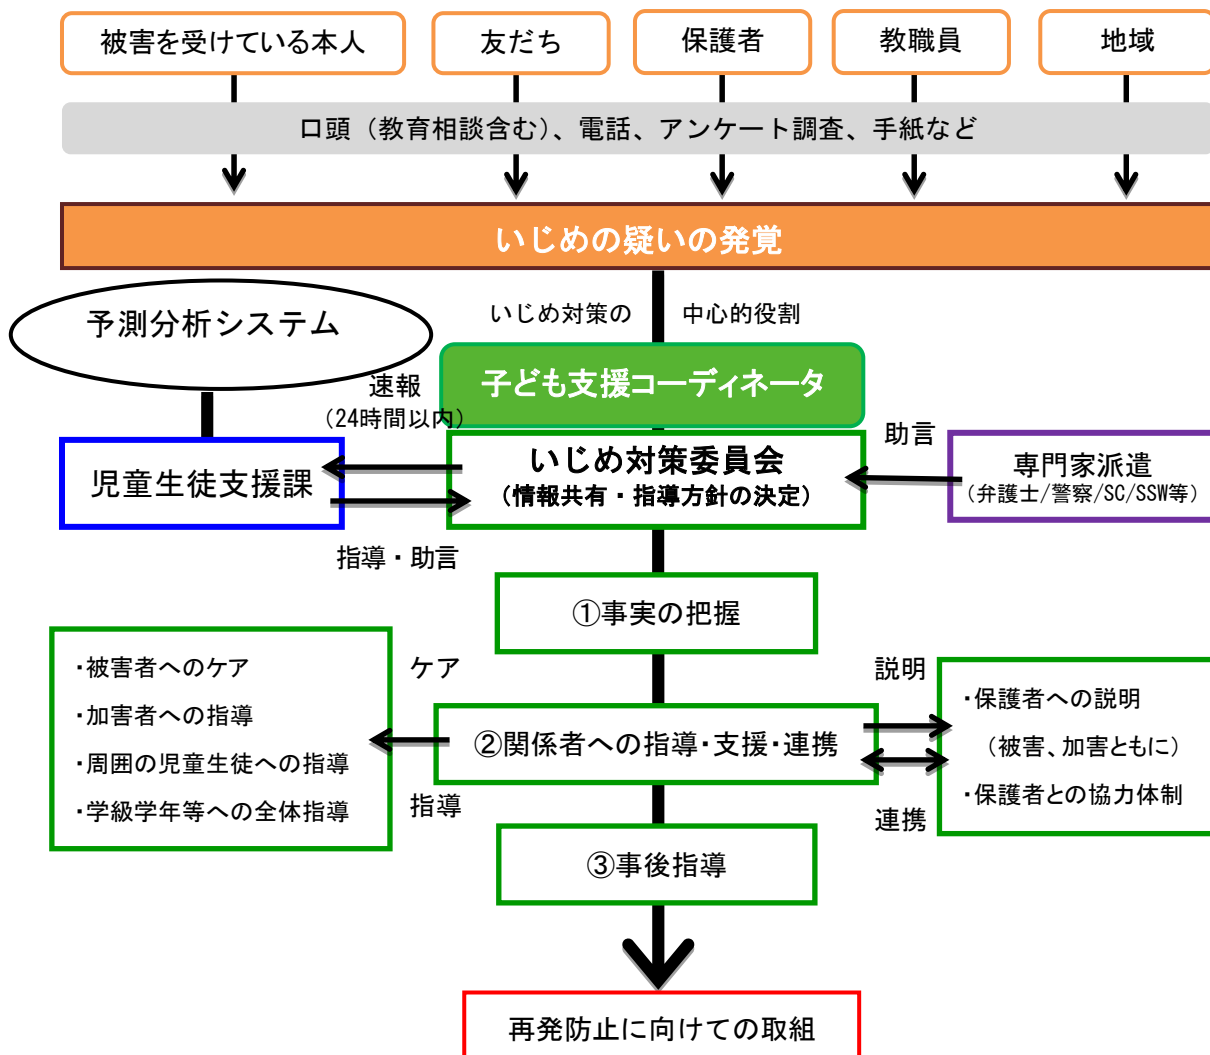 被害を受けている本人
友だち
保護者
教職員
地域
口頭（教育相談含む）、電話、アンケート調査、手紙など
いじめの疑いの発覚
いじめ対策の　中心的役割
予測分析システム
子ども支援コーディネータ
速報
（24時間以内）
児童生徒支援課
いじめ対策委員会
（情報共有・指導方針の決定）
助言
専門家派遣
（弁護士/警察/SC/SSW等）
指導・助言
①事実の把握
ケア
・被害者へのケア
・加害者への指導
・周囲の児童生徒への指導
・学級学年等への全体指導
指導
②関係者への指導・支援・連携
説明
・保護者への説明
（被害、加害ともに）
・保護者との協力体制
連携
③事後指導
再発防止に向けての取組